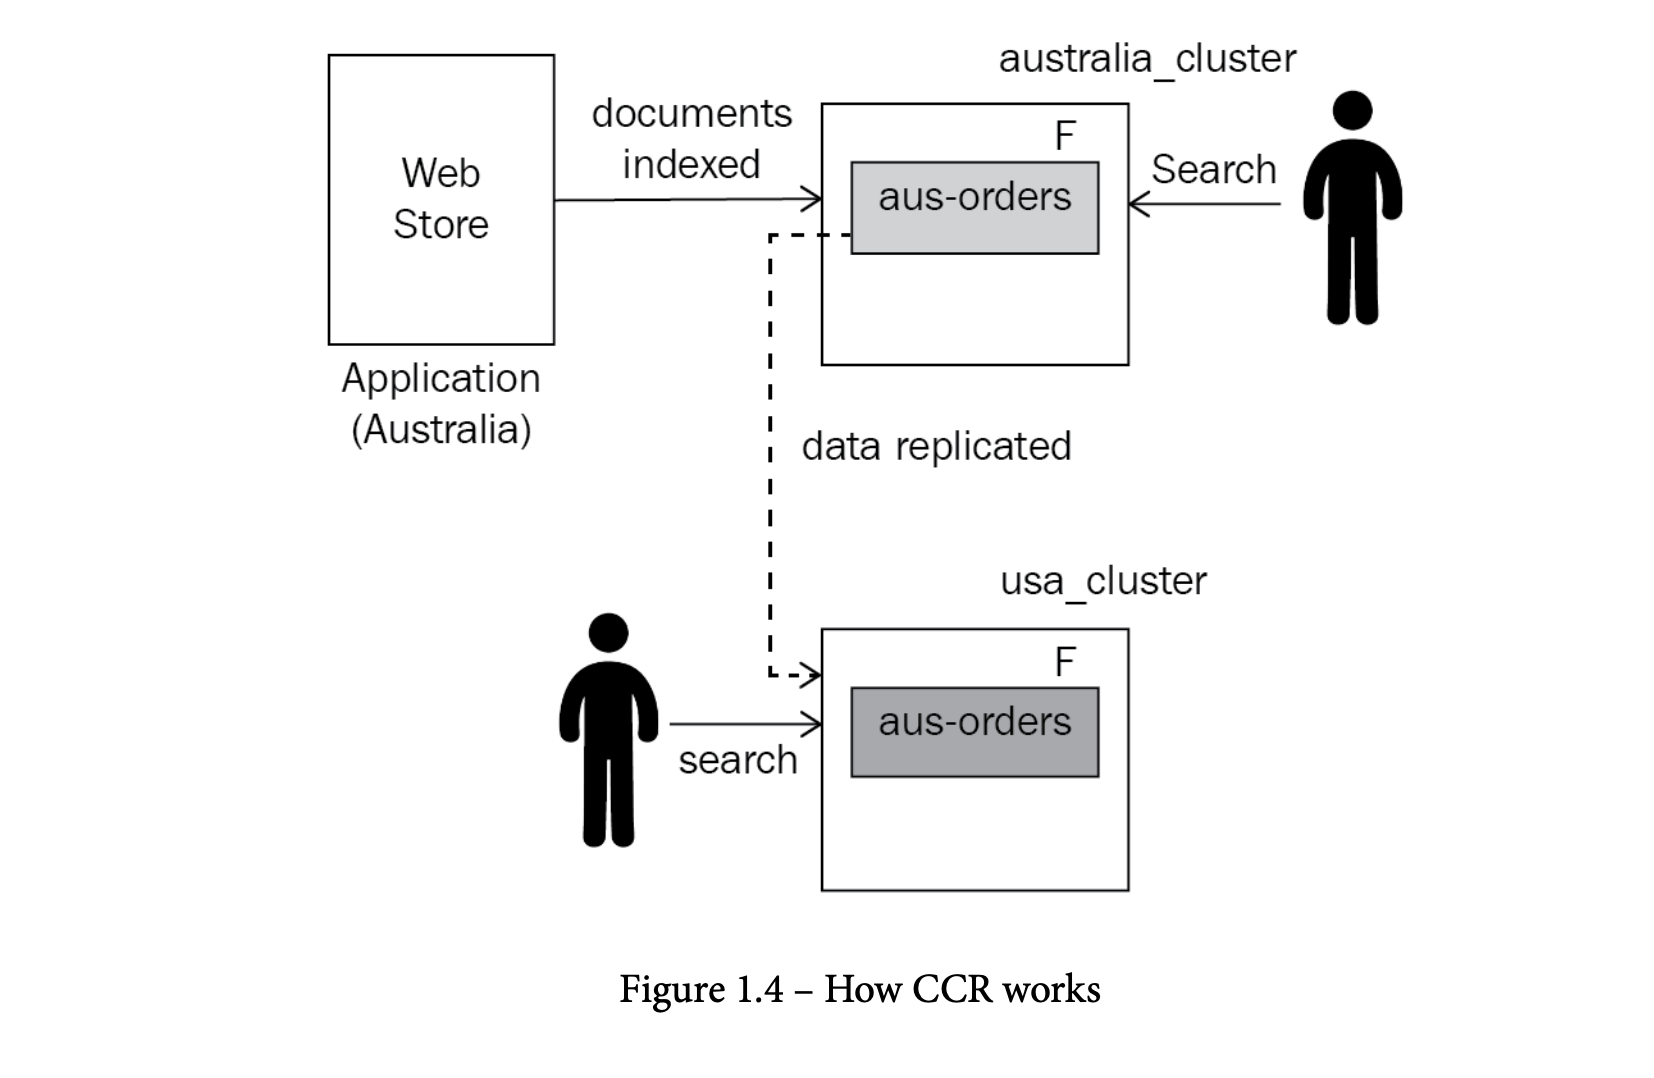 australia_cluster
documents
indexed
F
Web
Store
aus-orders
Search
Application
(Australia)
data replicated
usa_cluster
F
aus-orders
search
Figure 1.4 – How CCR works